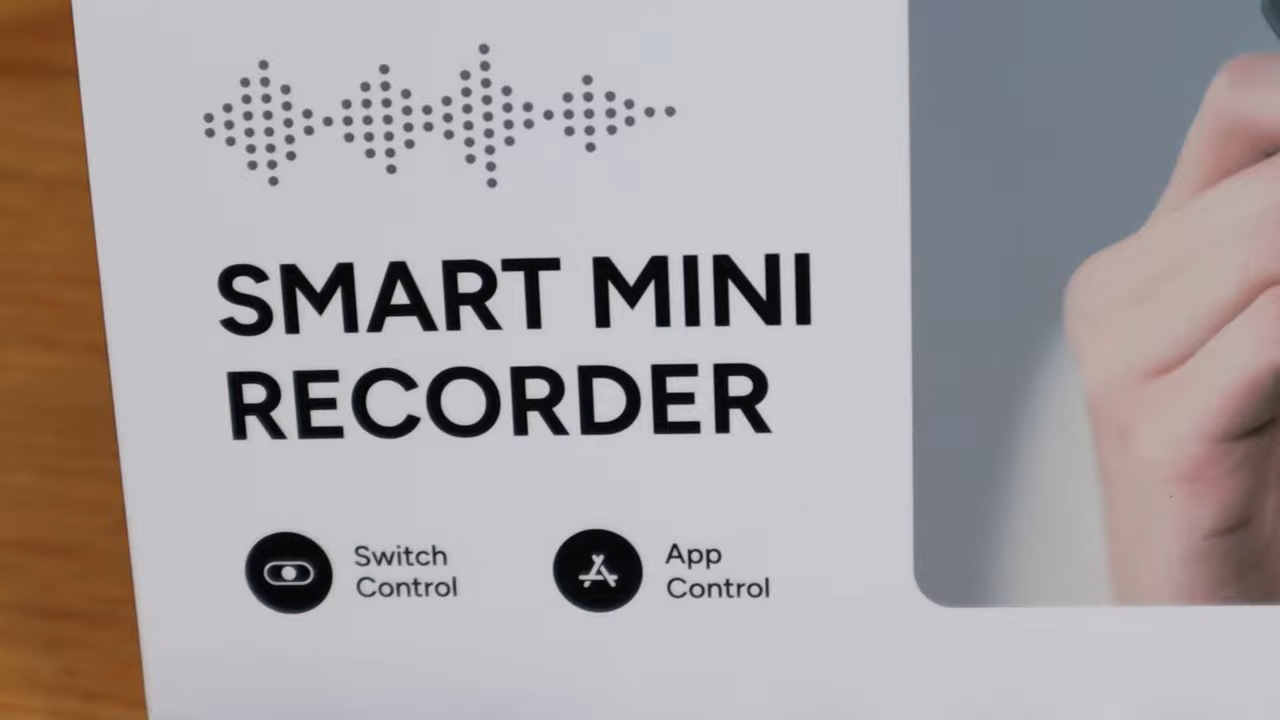 SMART MINI
RECORDER
Switch
Control
App
Control